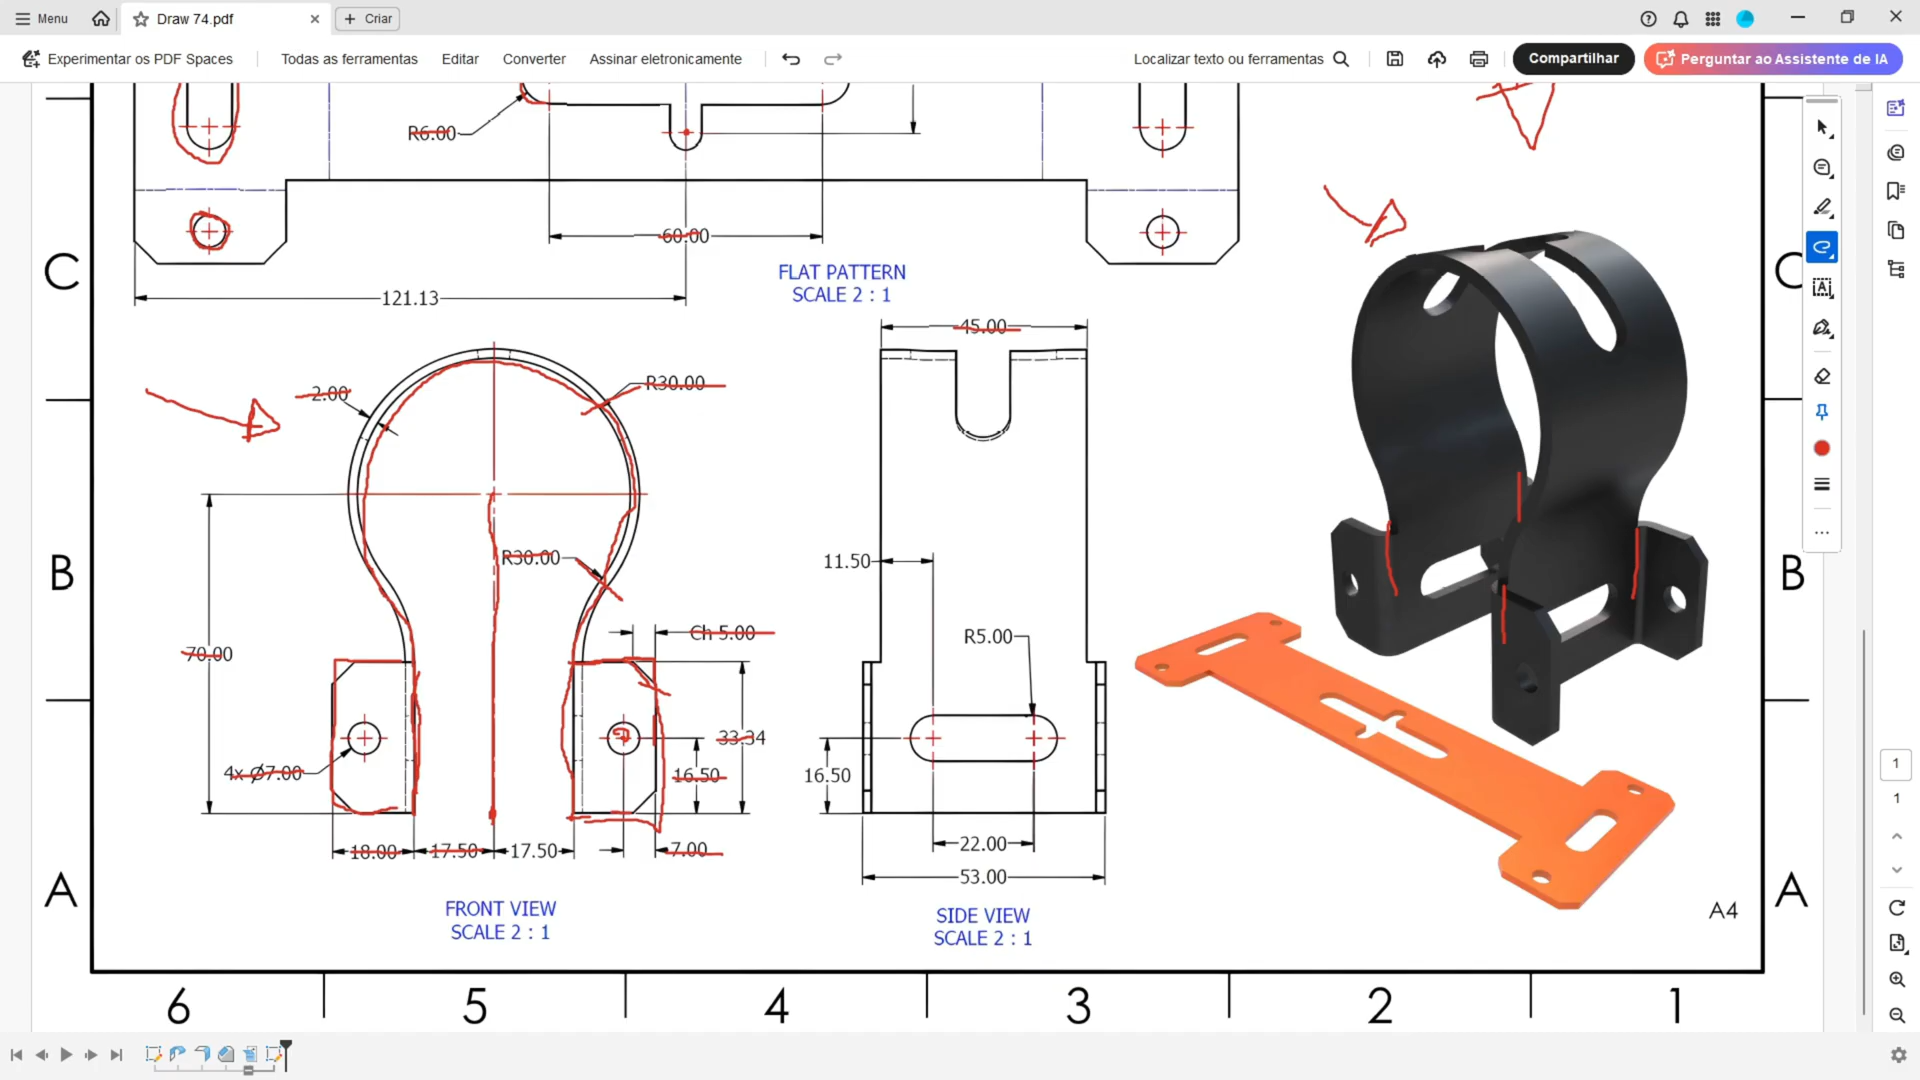 Menu
Draw 74.pdf
Criar
Experimentar os PDF Spaces
Todas as ferramentas
Editar
Converter
Assinar eletronicamente
Localizar texto ou ferramentas
Compartilhar
Perguntar ao Assistente de IA
R6.00
C
C
60.00
FLAT PATTERN
SCALE 2 : 1
121.13
45.00
2.00
R30.00
R30.00
11.50
B
B
Ch 5.00
R5.00
70.00
33.34
4x Ø7.00
16.50
16.50
18.00
17.50
17.50
7.00
22.00
53.00
A
A
FRONT VIEW
SCALE 2 : 1
SIDE VIEW
SCALE 2 : 1
A4
6
5
4
3
2
1
1
1